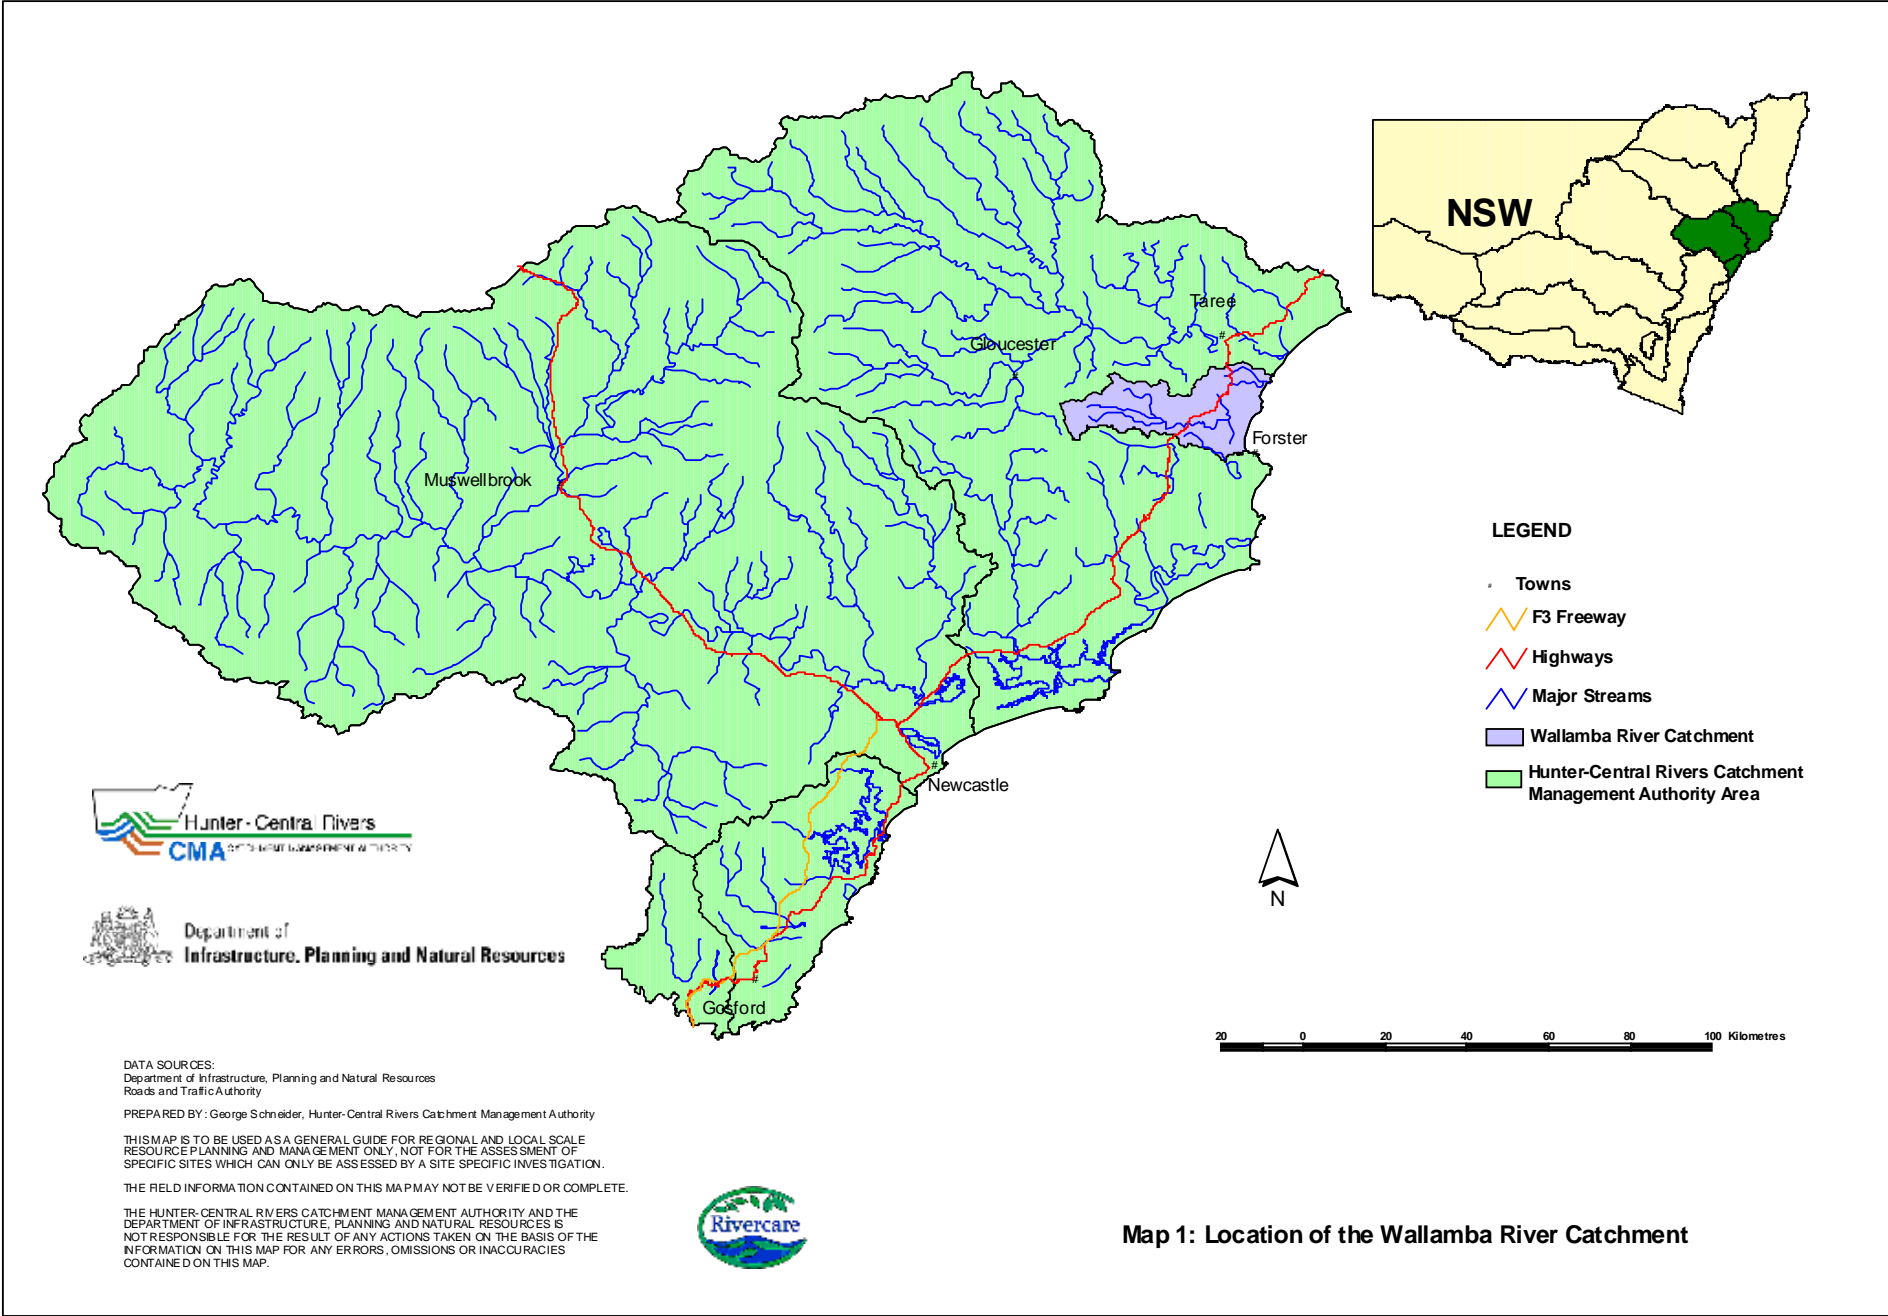 NSW
Taree
Gloucester
Forster
Muswellbrook
Newcastle
Gosford
LEGEND
Towns
F3 Freeway
Highways
Major Streams
Wallamba River Catchment
Hunter-Central Rivers Catchment
Management Authority Area
N
20 0 20 40 60 80 100 Kilometres
Hunter - Central Rivers
CMA CATCHMENT MANAGEMENT AUTHORITY
Department of
Infrastructure, Planning and Natural Resources
DATA SOURCES:
Department of Infrastructure, Planning and Natural Resources
Roads and Traffic Authority
PREPARED BY: George Schneider, Hunter-Central Rivers Catchment Management Authority
THIS MAP IS TO BE USED AS A GENERAL GUIDE FOR REGIONAL AND LOCAL SCALE
RESOURCE PLANNING AND MANAGEMENT ONLY, NOT FOR THE ASSESSMENT OF
SPECIFIC SITES WHICH CAN ONLY BE ASSESSED BY A SITE SPECIFIC INVESTIGATION.
THE FIELD INFORMATION CONTAINED ON THIS MAP MAY NOT BE VERIFIED OR COMPLETE.
THE HUNTER-CENTRAL RIVERS CATCHMENT MANAGEMENT AUTHORITY AND THE
DEPARTMENT OF INFRASTRUCTURE, PLANNING AND NATURAL RESOURCES IS
NOT RESPONSIBLE FOR THE RESULT OF ANY ACTIONS TAKEN ON THE BASIS OF THE
INFORMATION ON THIS MAP FOR ANY ERRORS, OMISSIONS OR INACCURACIES
CONTAINED ON THIS MAP.
Rivercare
Map 1: Location of the Wallamba River Catchment